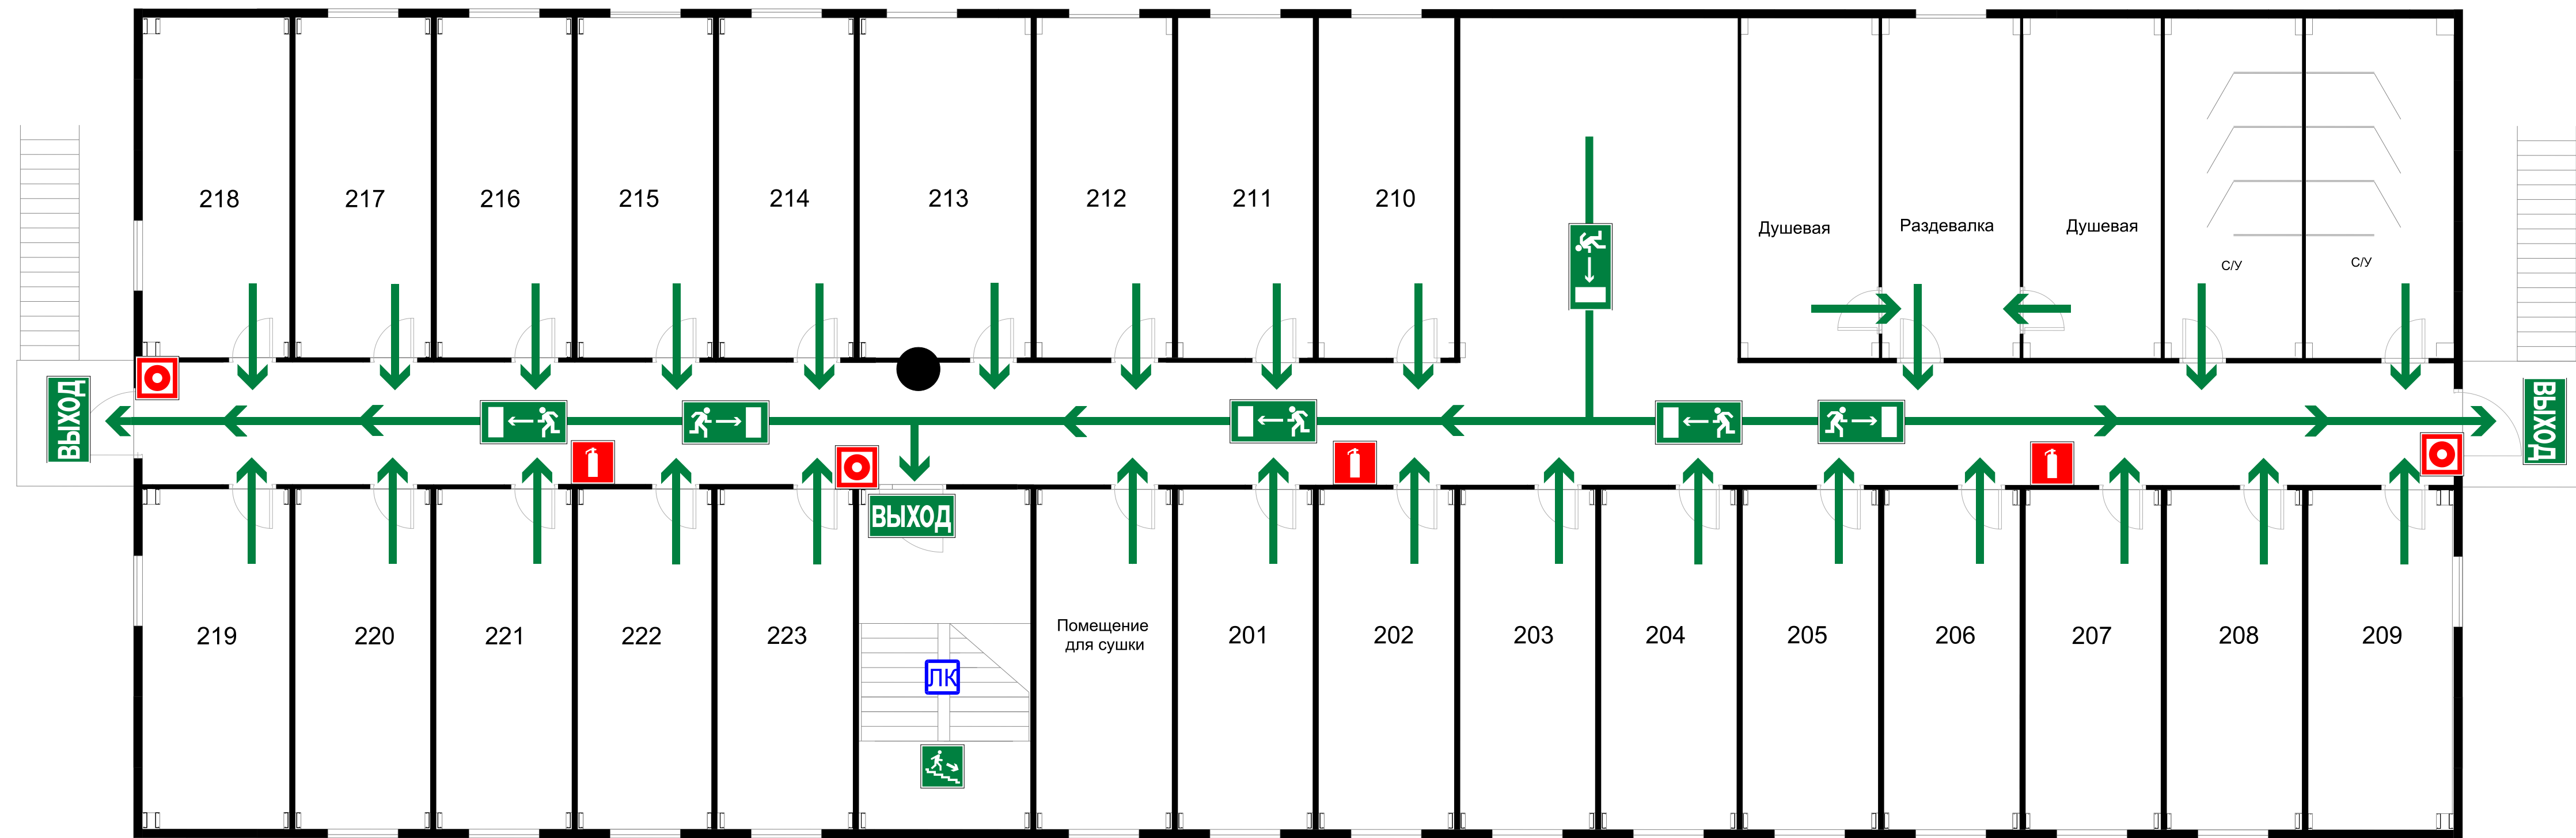 218
217
216
215
214
213
212
211
210
Душевая
Раздевалка
Душевая
С/У
С/У
ВЫХОД
ВЫХОД
ВЫХОД
219
220
221
222
223
ЛК
Помещение
для сушки
201
202
203
204
205
206
207
208
209